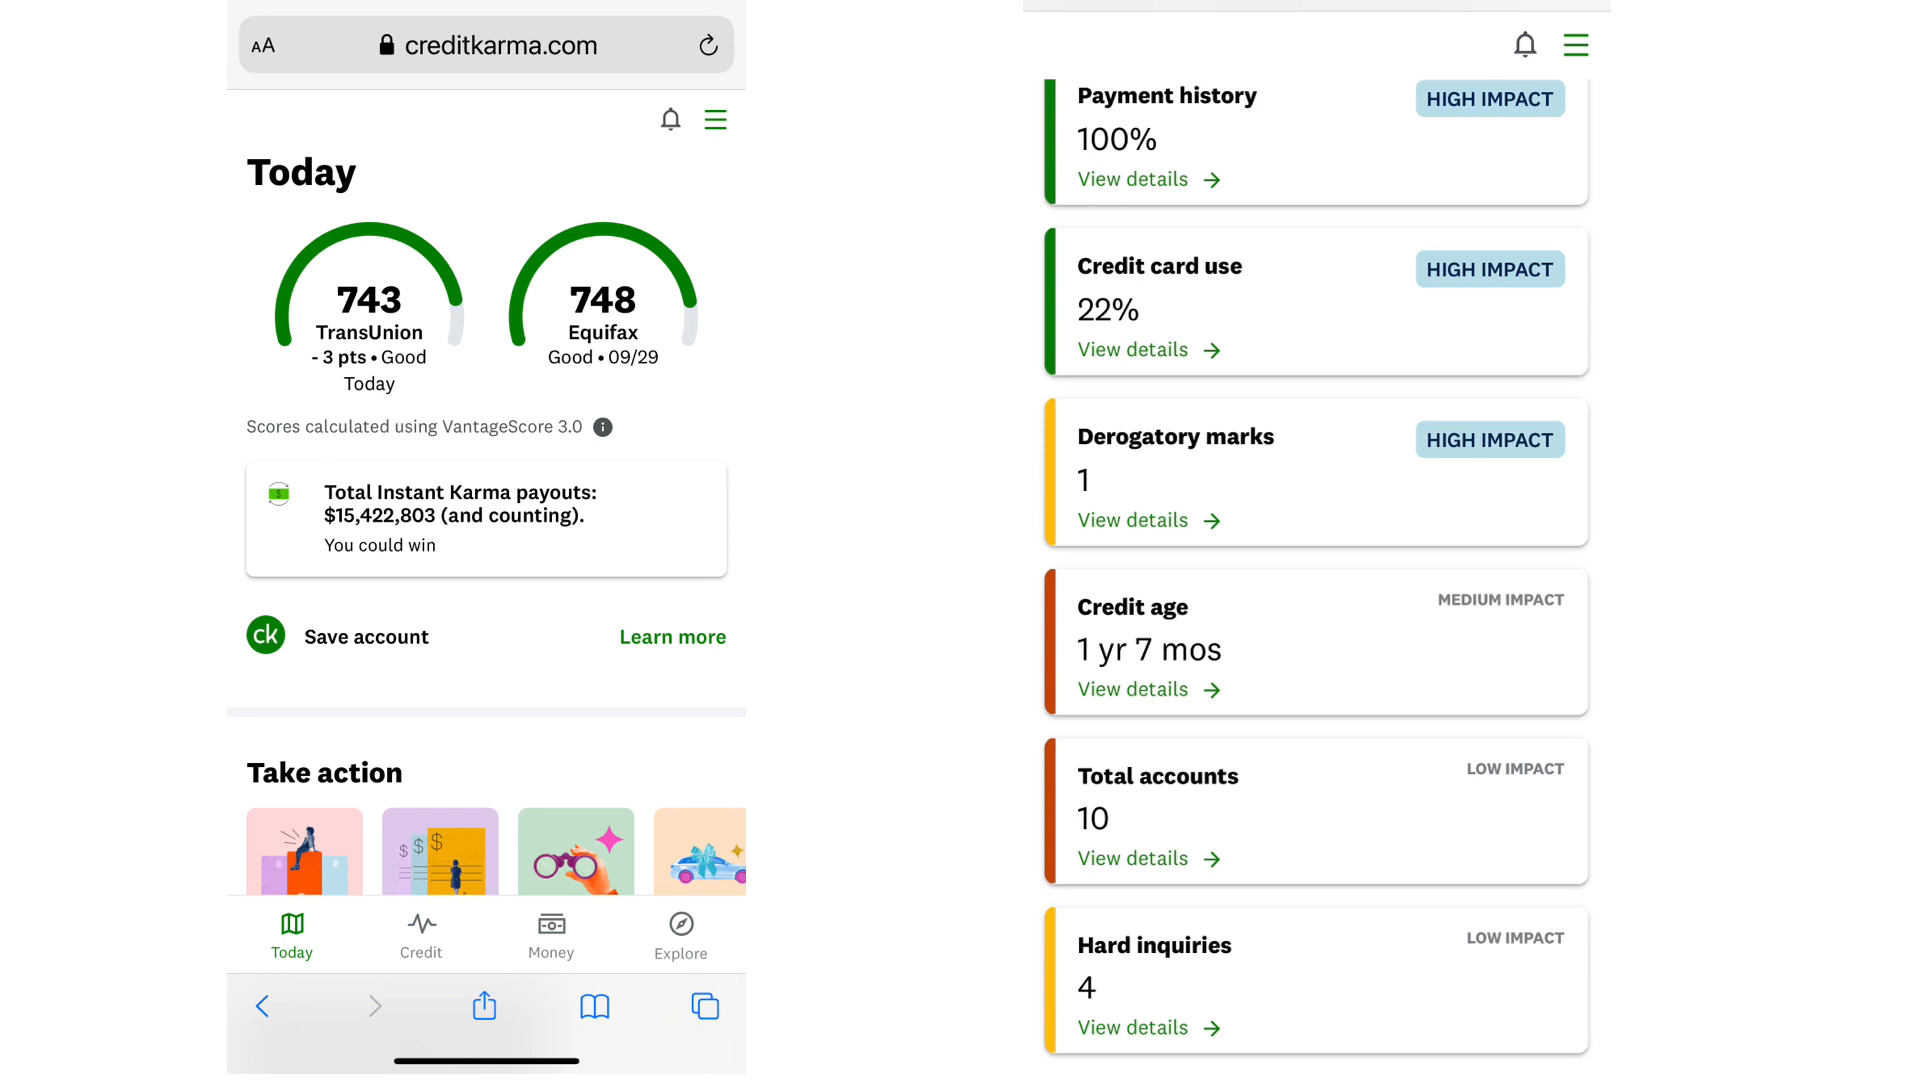 AA creditkarma.com
Today
743
TransUnion
- 3 pts • Good
Today
748
Equifax
Good • 09/29
Scores calculated using VantageScore 3.0 i
$
Total Instant Karma payouts:
$15,422,803 (and counting).
You could win
ck Save account Learn more
Take action
$ $ $
Today Credit Money Explore
Payment history HIGH IMPACT
100%
View details
Credit card use HIGH IMPACT
22%
View details
Derogatory marks HIGH IMPACT
1
View details
Credit age MEDIUM IMPACT
1 yr 7 mos
View details
Total accounts LOW IMPACT
10
View details
Hard inquiries LOW IMPACT
4
View details